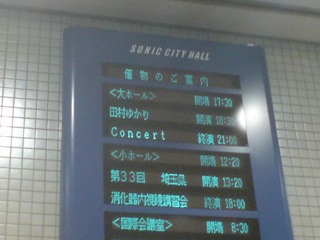 SONIC CITY HALL
催物のご案内
<大ホール> 開場 17:30
田村ゆかり 開演 18:30
Concert 終演 21:00
<小ホール> 開場 12:20
第33回 埼玉県 開演 13:20
消化器内視鏡講習会 終演 18:00
<国際会議室> 開場 8:30